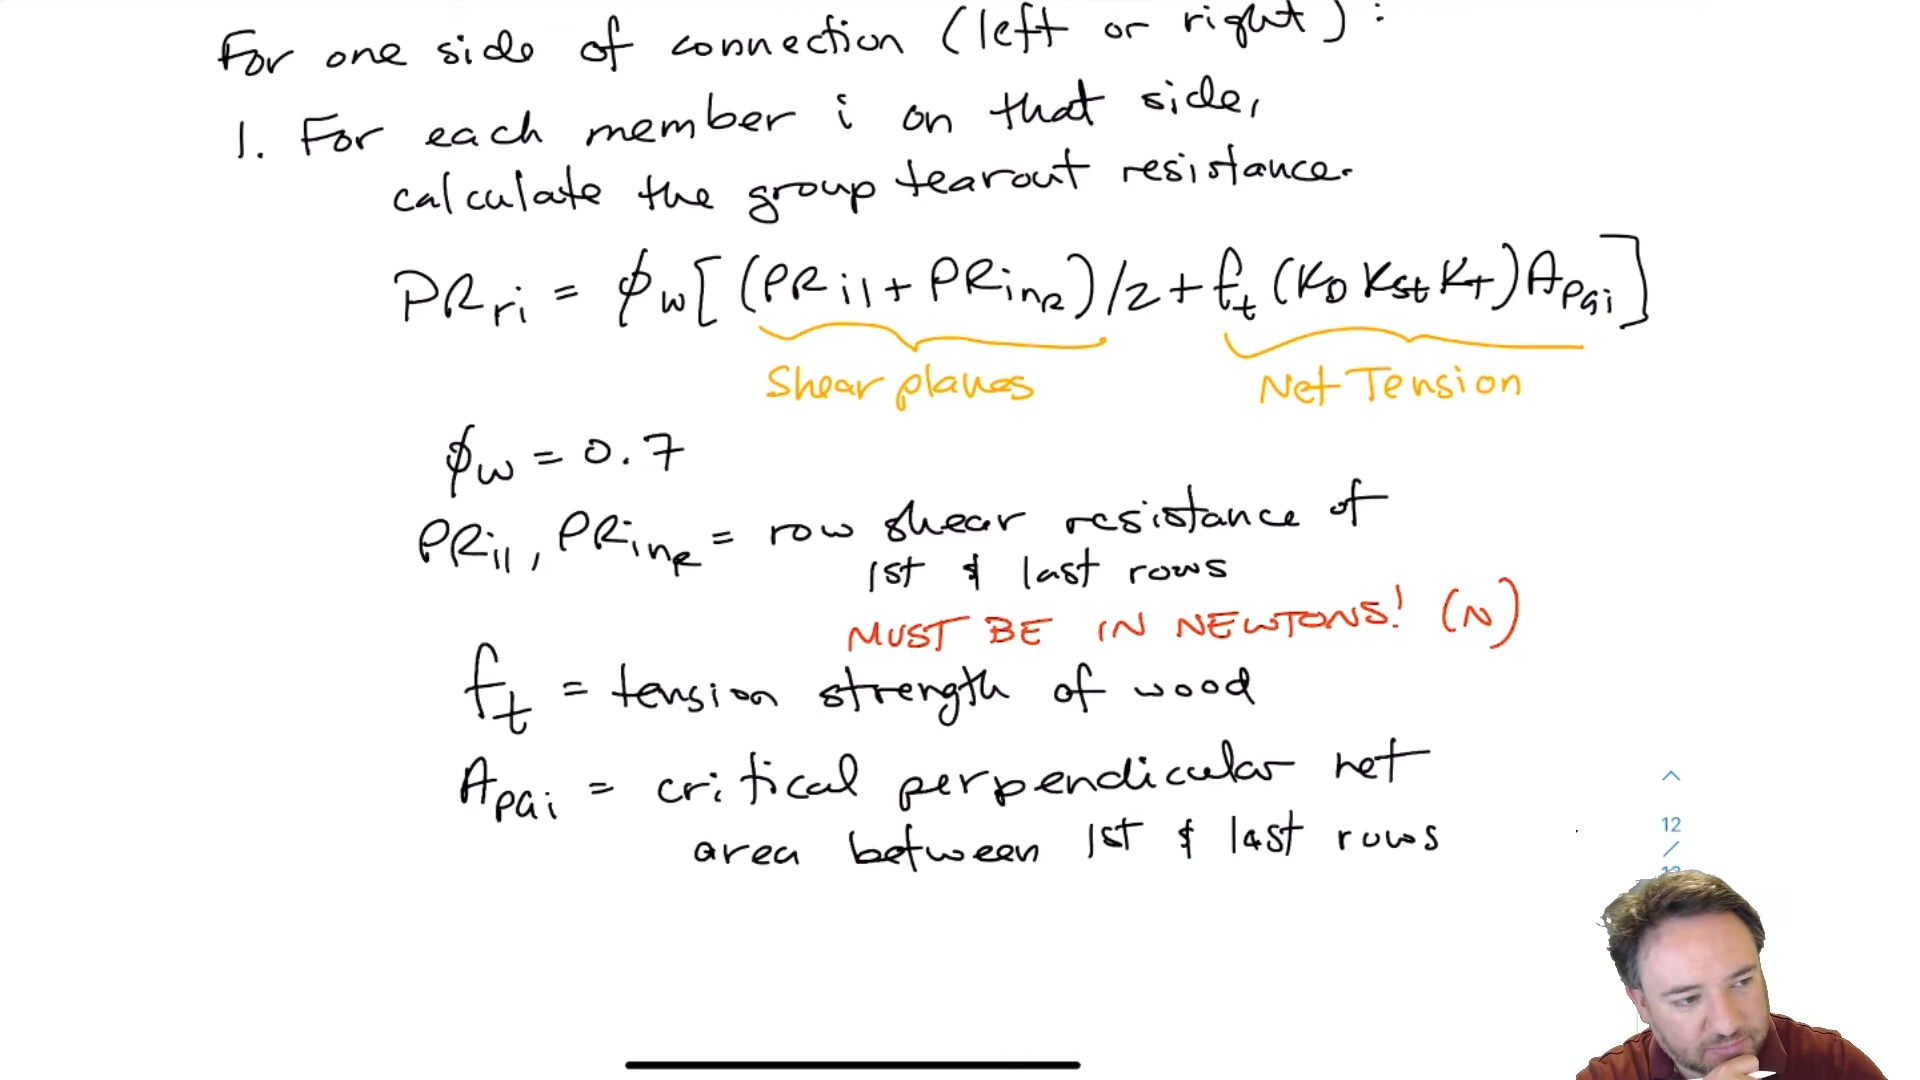 For one side of connection (left or right):
1. For each member i on that side,
calculate the group tearout resistance.
PRri = ϕw[(PRi1 + PRinR)/2 + ft (KD KSt KT) APGi]
Shear planes Net Tension
ϕw = 0.7
PRi1, PRinR = row shear resistance of
1st & last rows
MUST BE IN NEWTONS! (N)
ft = tension strength of wood
APGi = critical perpendicular net
area between 1st & last rows
12
/